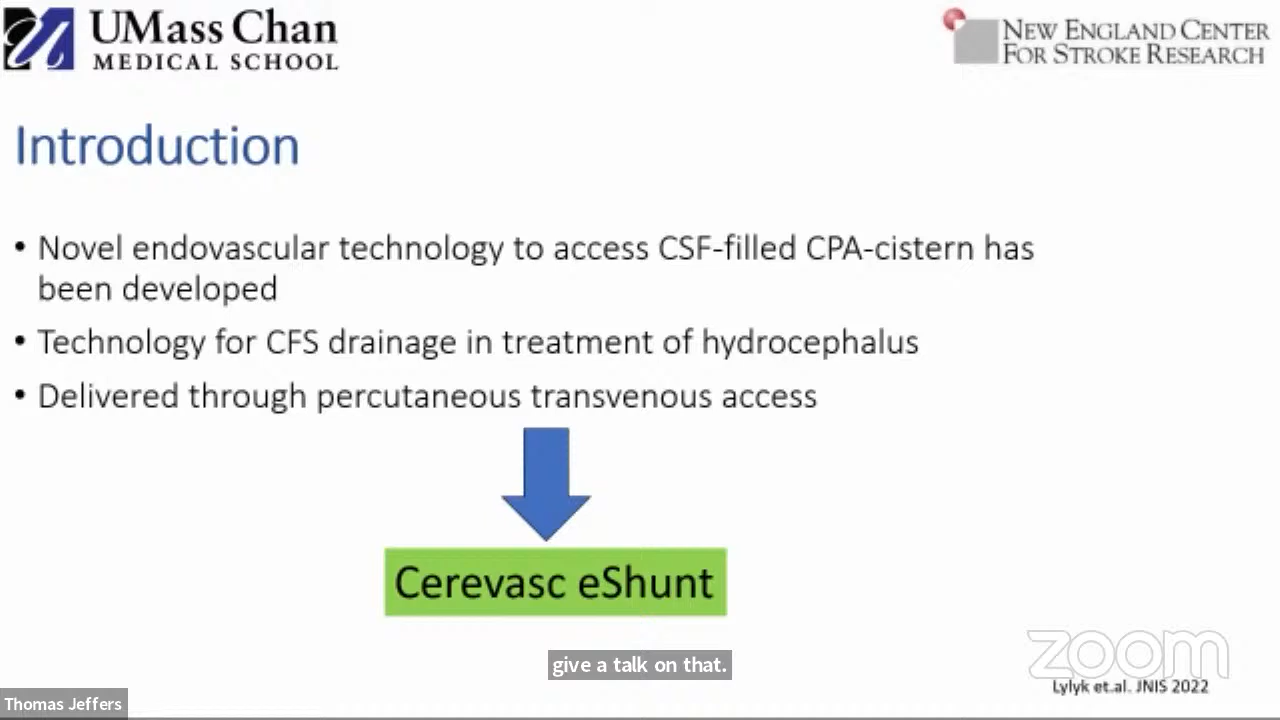 UMass Chan
MEDICAL SCHOOL
NEW ENGLAND CENTER
FOR STROKE RESEARCH
Introduction
• Novel endovascular technology to access CSF-filled CPA-cistern has
been developed
• Technology for CFS drainage in treatment of hydrocephalus
• Delivered through percutaneous transvenous access
Cerevasc eShunt
give a talk on that.
zoom
Lylyk et.al. JNIS 2022
Thomas Jeffers